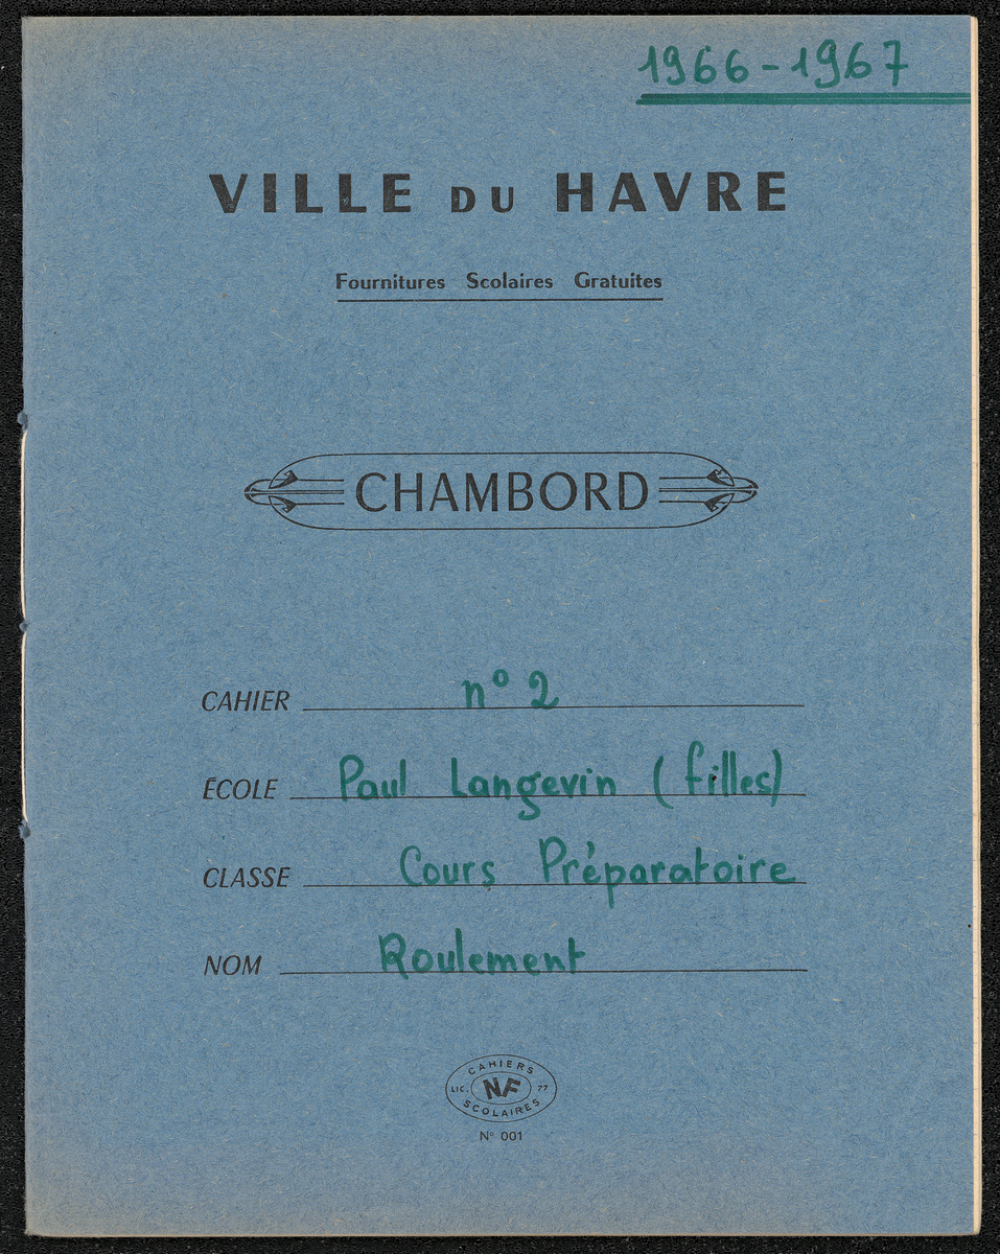 1966-1967
VILLE DU HAVRE
Fournitures Scolaires Gratuites
CHAMBORD
CAHIER n° 2
ÉCOLE Paul Langevin (filles)
CLASSE Cours Préparatoire
NOM Roulement
CAHIERS
LIC. NF 77
SCOLAIRES
N° 001